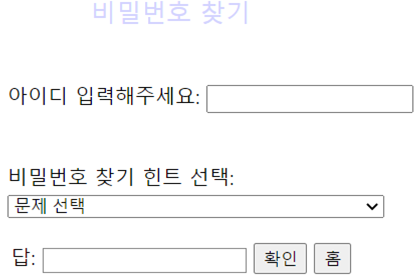 비밀번호 찾기
아이디 입력해주세요:
비밀번호 찾기 힌트 선택:
문제 선택
답: 확인 홈